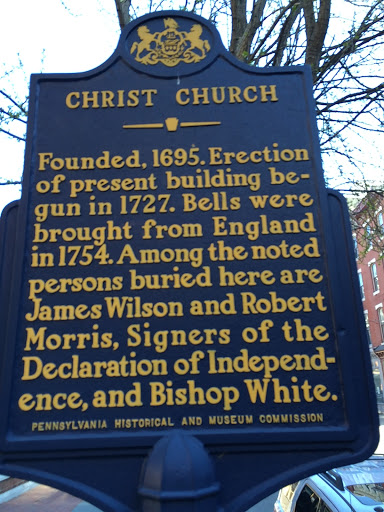 CHRIST CHURCH
Founded, 1695. Erection
of present building be-
gun in 1727. Bells were
brought from England
in 1754. Among the noted
persons buried here are
James Wilson and Robert
Morris, Signers of the
Declaration of Independ-
ence, and Bishop White.
PENNSYLVANIA HISTORICAL AND MUSEUM COMMISSION